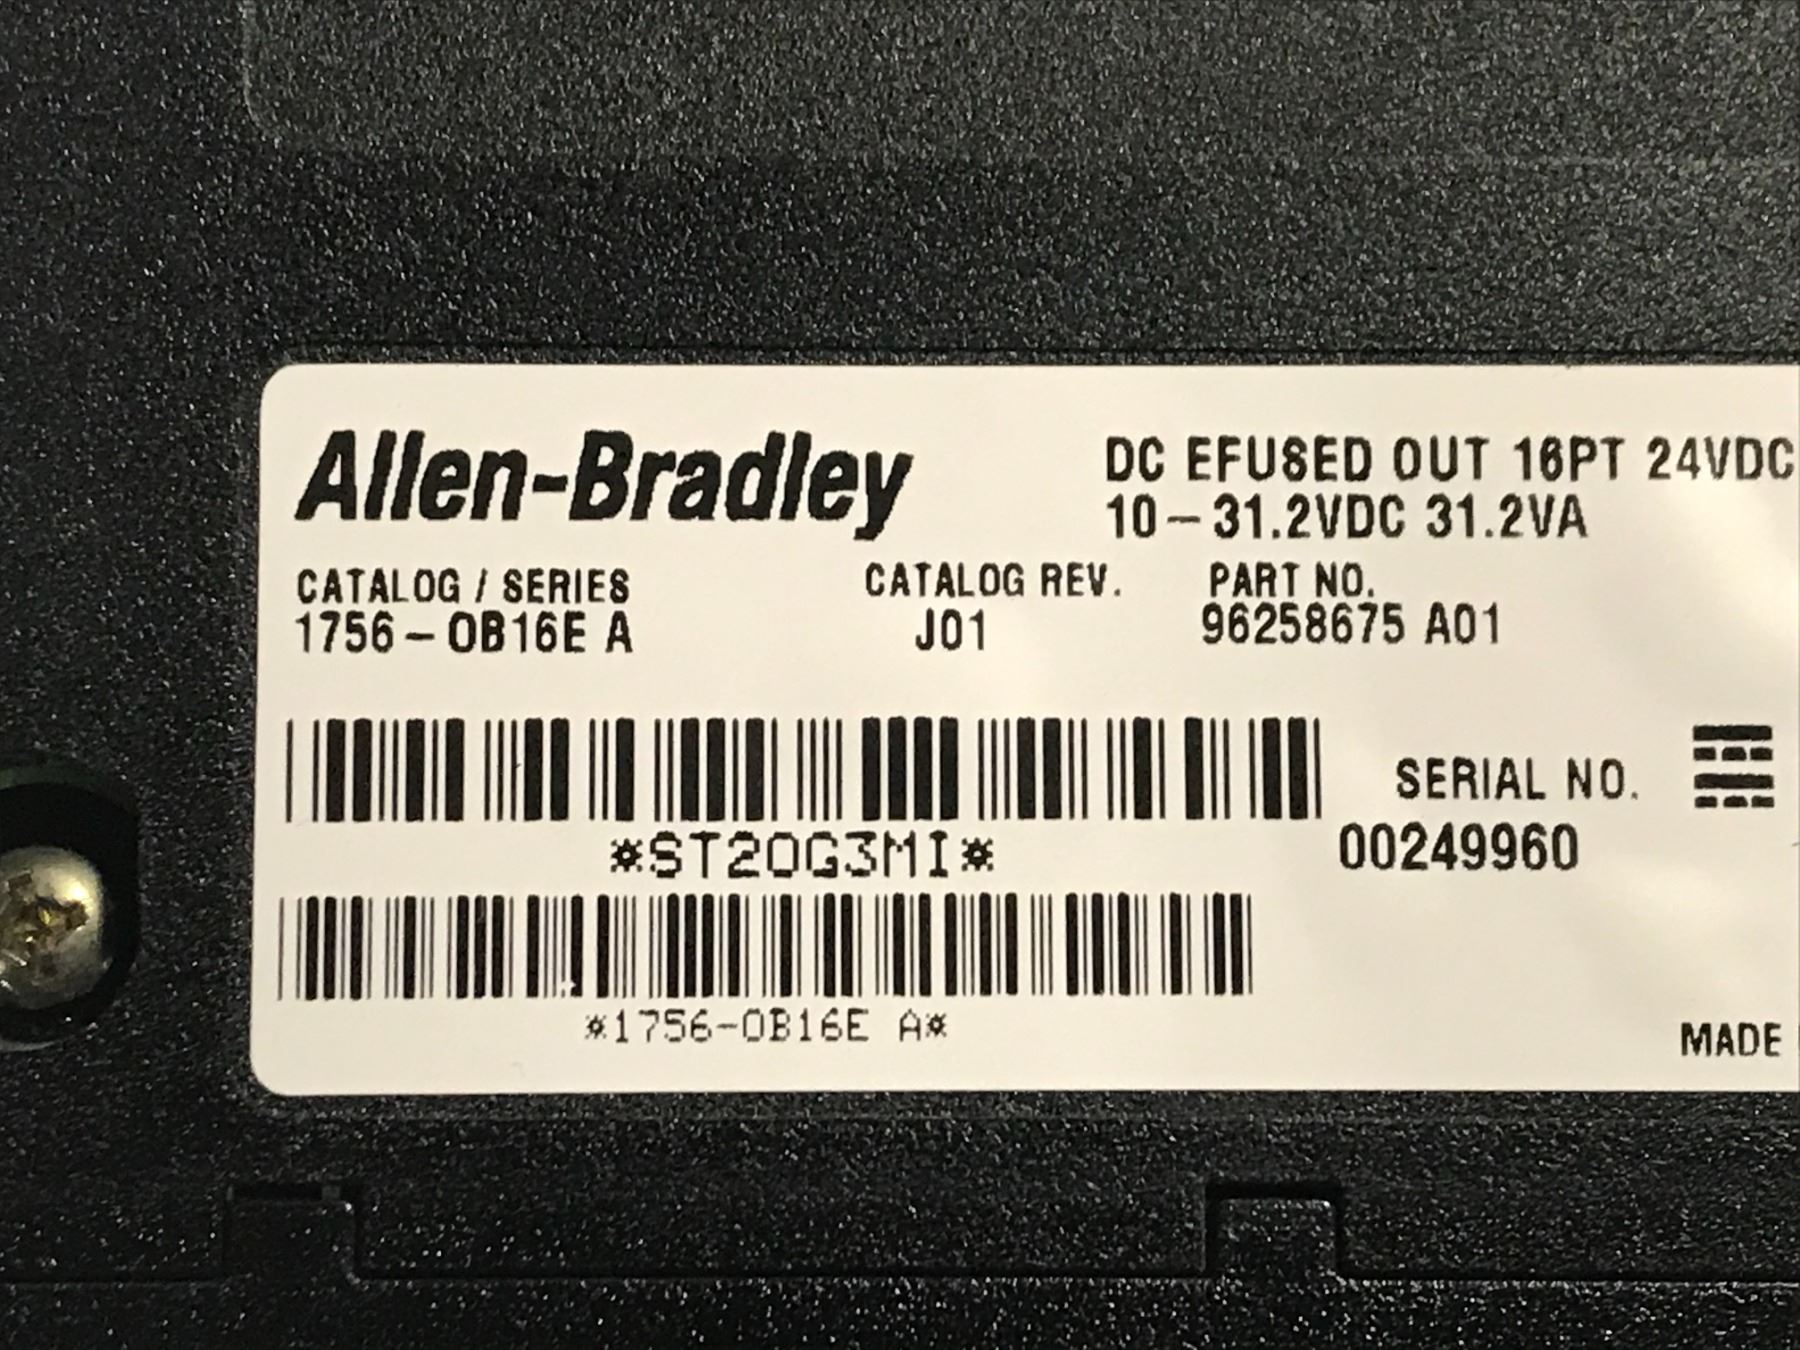 Allen-Bradley
DC EFUSED OUT 16PT 24VDC
10-31.2VDC 31.2VA
CATALOG / SERIES
1756-OB16E A
CATALOG REV.
J01
PART NO.
96258675 A01
SERIAL NO.
00249960
*ST20G3MI*
*1756-OB16E A*
MADE